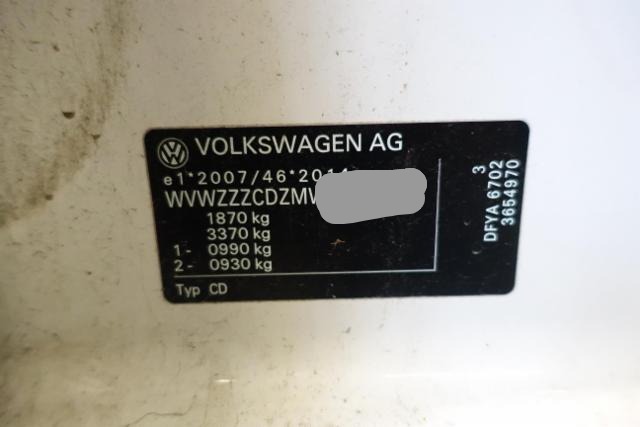 VOLKSWAGEN AG
e1*2007/46*2014
WVWZZZCDZMW
1870 kg
3370 kg
1- 0990 kg
2- 0930 kg
Typ CD
3
DFYA 6702
3654970